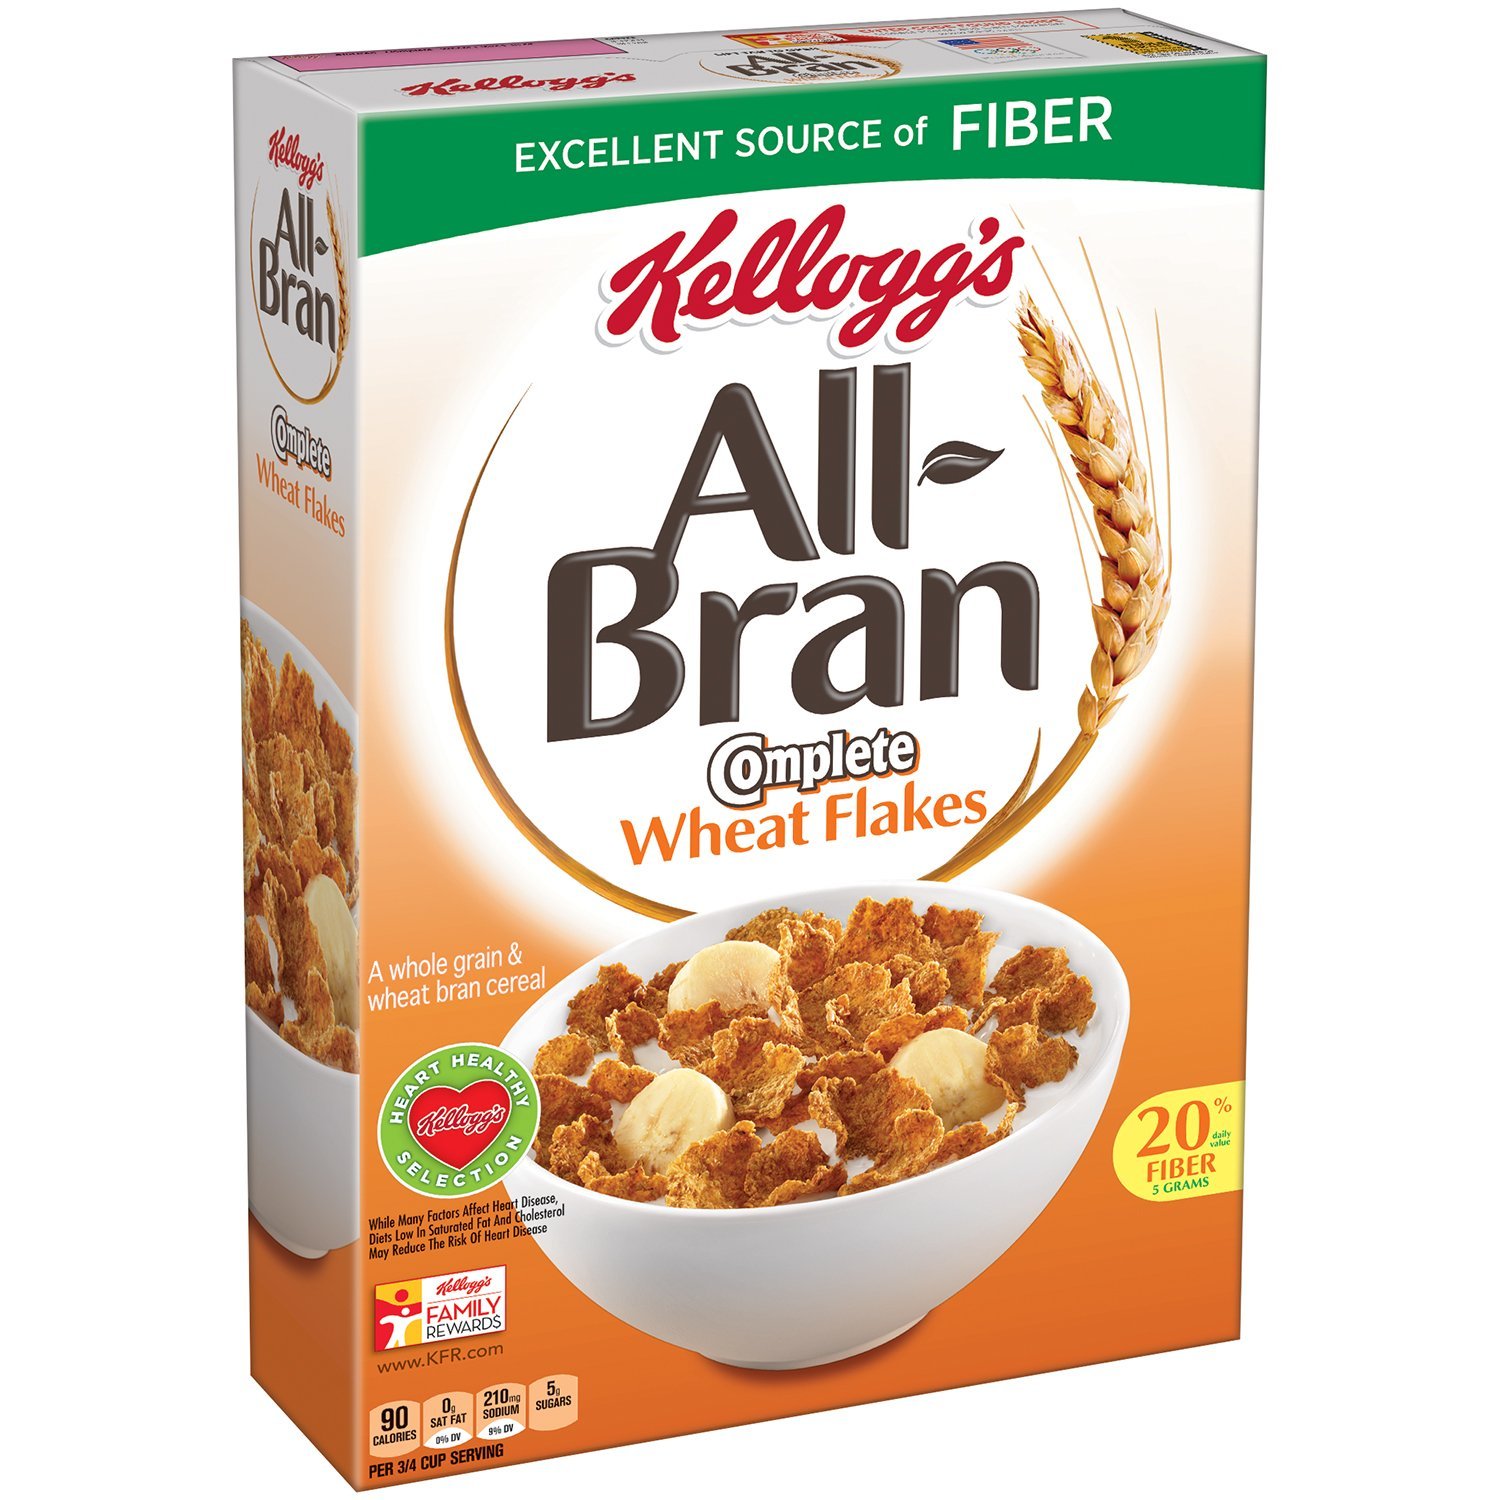 Kellogg's
All-
Bran
EXCELLENT SOURCE of FIBER
Kellogg's
All-
Bran
Complete
Wheat Flakes
Kellogg's
All-
Bran
Complete
Wheat Flakes
A whole grain &
wheat bran cereal
HEART HEALTHY
Kellogg's
SELECTION
While Many Factors Affect Heart Disease,
Diets Low In Saturated Fat And Cholesterol
May Reduce The Risk Of Heart Disease
20% daily value
FIBER
5 GRAMS
Kellogg's
FAMILY
REWARDS
www.KFR.com
90 CALORIES
0g SAT FAT 0% DV
210mg SODIUM 9% DV
5g SUGARS
PER 3/4 CUP SERVING